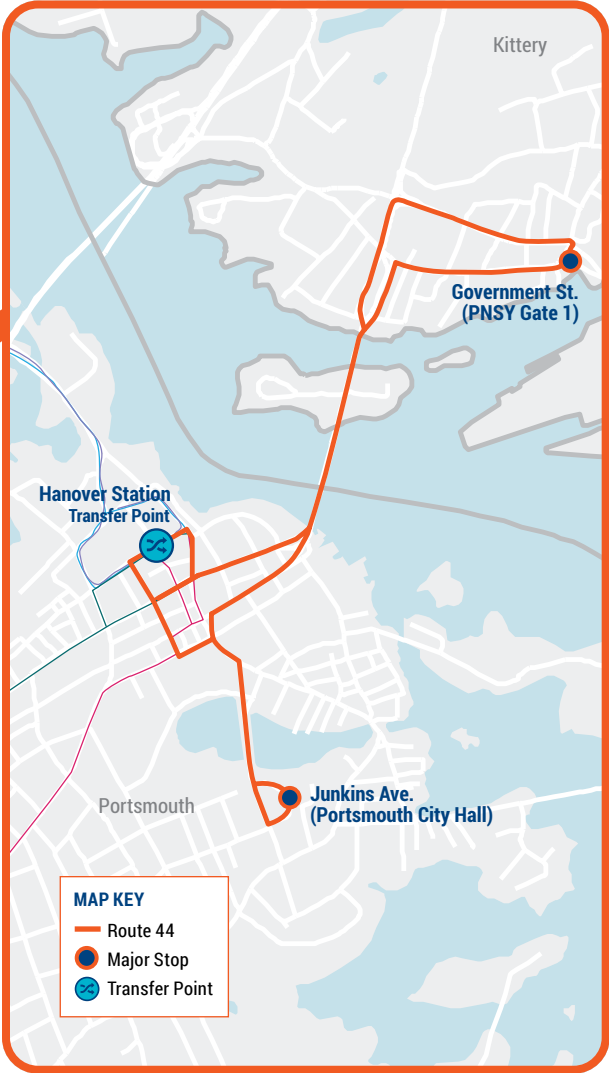 Kittery
Government St.
(PNSY Gate 1)
Hanover Station
Transfer Point
Junkins Ave.
(Portsmouth City Hall)
Portsmouth
MAP KEY
Route 44
Major Stop
Transfer Point